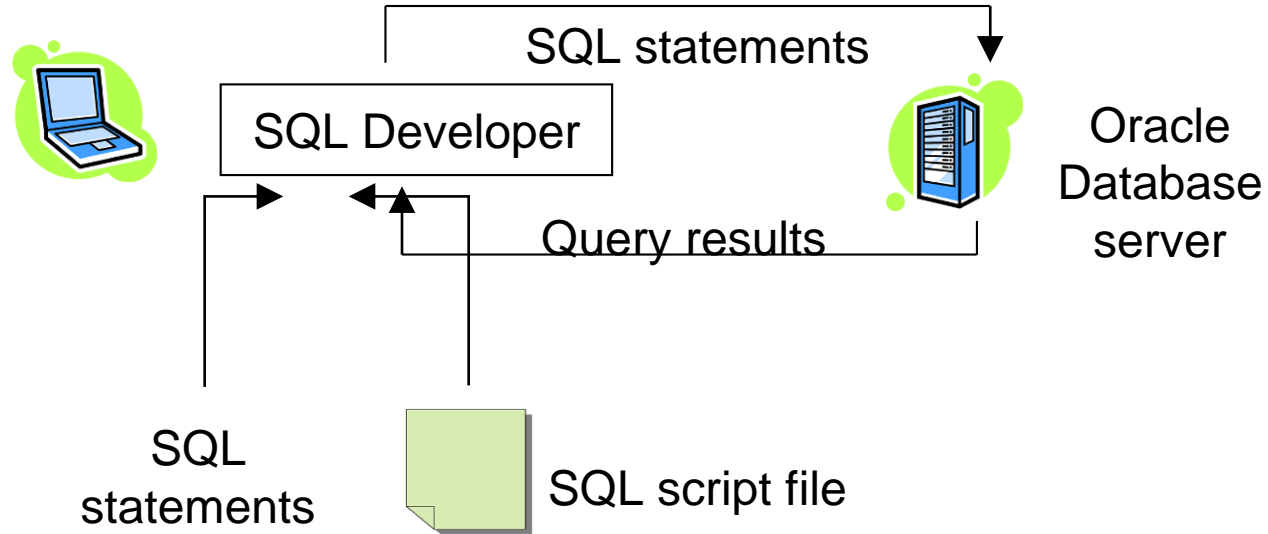 SQL statements
SQL Developer
Oracle
Database
server
Query results
SQL
statements
SQL script file